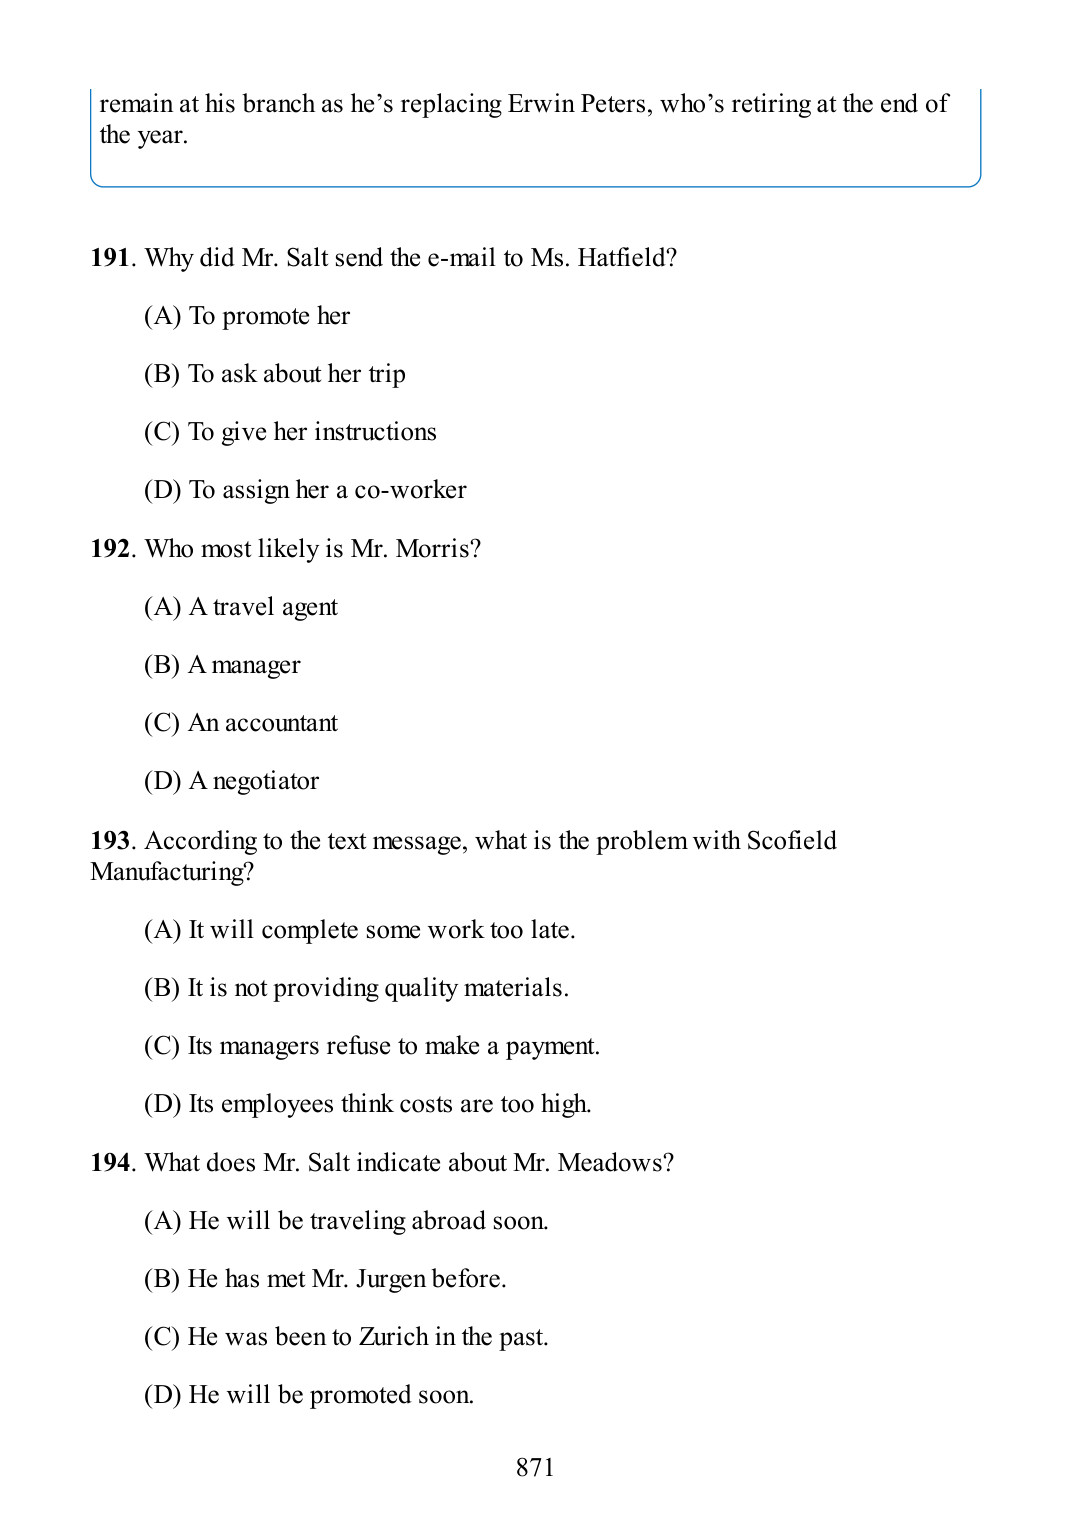 remain at his branch as he’s replacing Erwin Peters, who’s retiring at the end of
the year.
191. Why did Mr. Salt send the e-mail to Ms. Hatfield?
(A) To promote her
(B) To ask about her trip
(C) To give her instructions
(D) To assign her a co-worker
192. Who most likely is Mr. Morris?
(A) A travel agent
(B) A manager
(C) An accountant
(D) A negotiator
193. According to the text message, what is the problem with Scofield
Manufacturing?
(A) It will complete some work too late.
(B) It is not providing quality materials.
(C) Its managers refuse to make a payment.
(D) Its employees think costs are too high.
194. What does Mr. Salt indicate about Mr. Meadows?
(A) He will be traveling abroad soon.
(B) He has met Mr. Jurgen before.
(C) He was been to Zurich in the past.
(D) He will be promoted soon.
871